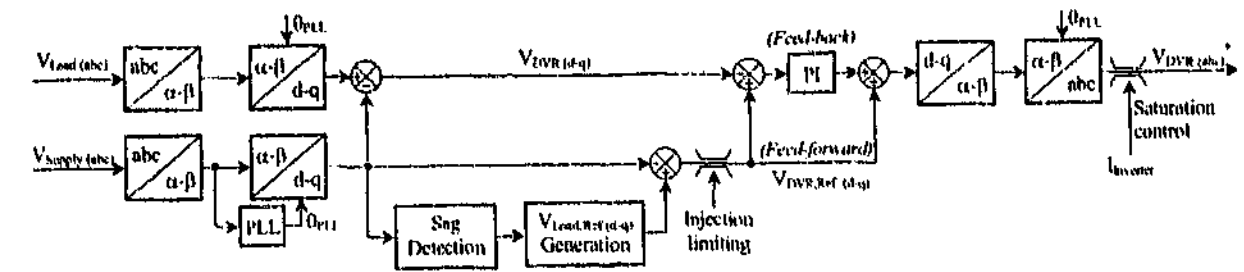 θPLL
θPLL
(Feed-back)
VLoad (abc)
abc
α-β
α-β
d-q
VDVR (d-q)
PI
d-q
α-β
α-β
abc
VDVR (abc)*
Saturation
control
IInverter
VSupply (abc)
abc
α-β
α-β
d-q
(Feed-forward)
VDVR,Ref (d-q)
PLL
θPLL
Sag
Detection
VLoad,Ref (d-q)
Generation
Injection
limiting